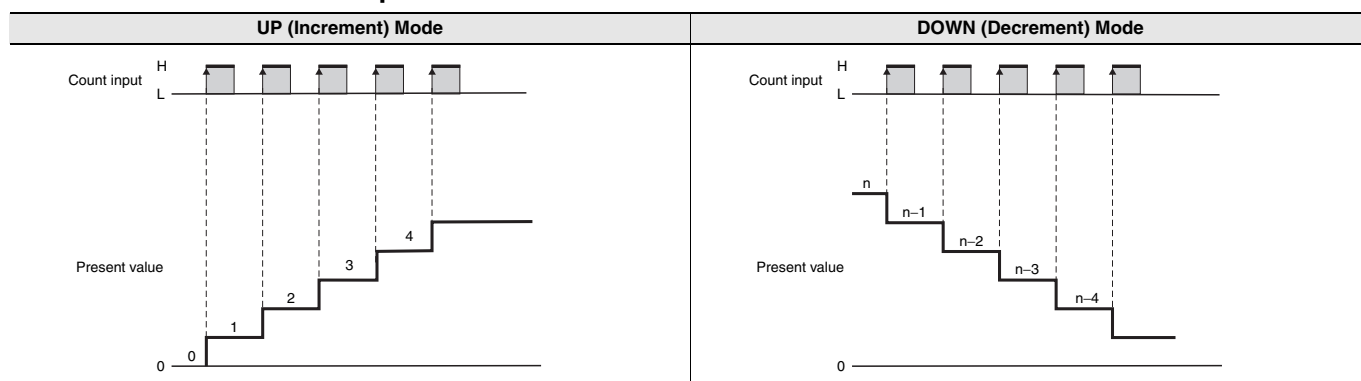 UP (Increment) Mode
DOWN (Decrement) Mode
Count input
H
L
Present value
0
0
1
2
3
4
Count input
H
L
Present value
n
n–1
n–2
n–3
n–4
0